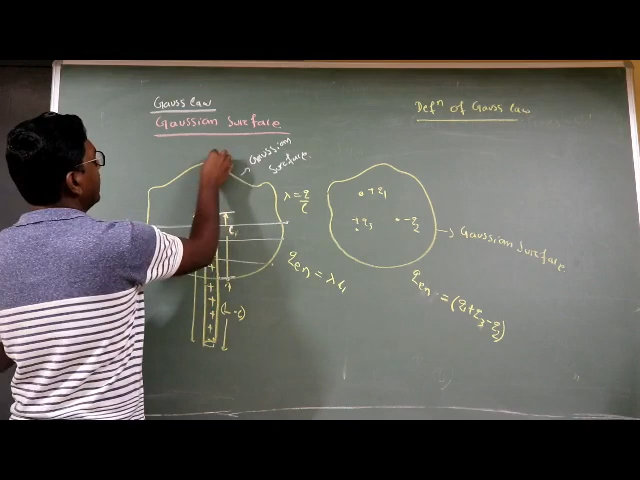 Gauss law
Gaussian Surface
Defⁿ of Gauss law
Gaussian
Surface.
λ = q/l
l₁
q_en = λ l₁
+
+
+
+
+q₁
+q₃
-q₂
Gaussian Surface
q_en = (q₁+q₃-q₂)